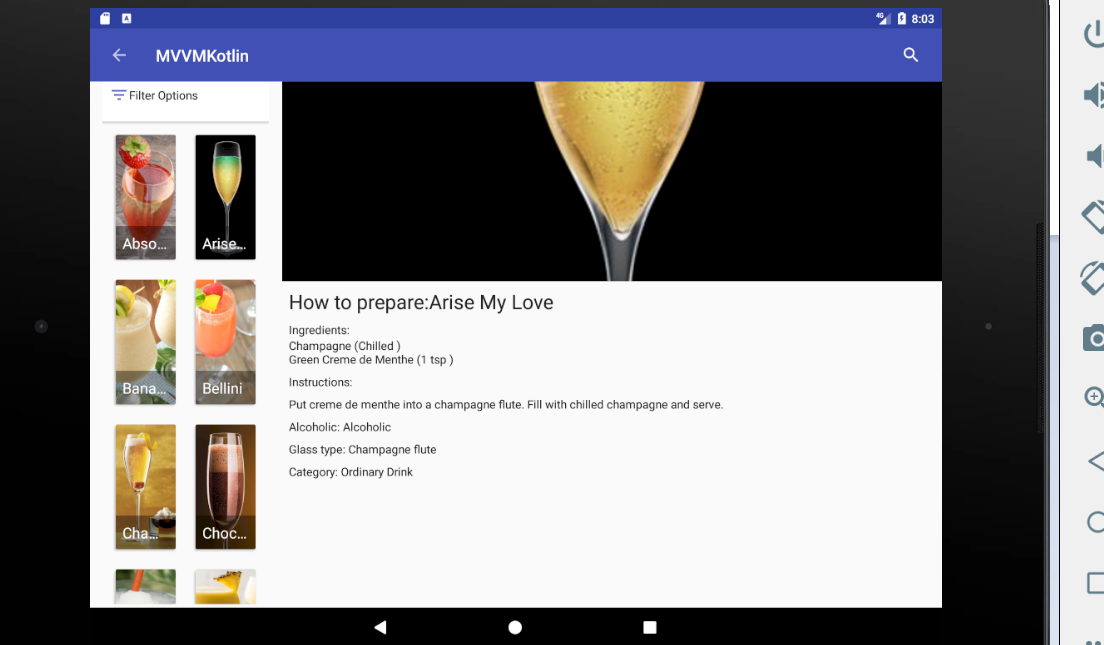 4G 8:03
MVVMKotlin
Filter Options
Abso...
Arise...
Bana...
Bellini
Cha...
Choc...
How to prepare:Arise My Love
Ingredients:
Champagne (Chilled )
Green Creme de Menthe (1 tsp )
Instructions:
Put creme de menthe into a champagne flute. Fill with chilled champagne and serve.
Alcoholic: Alcoholic
Glass type: Champagne flute
Category: Ordinary Drink